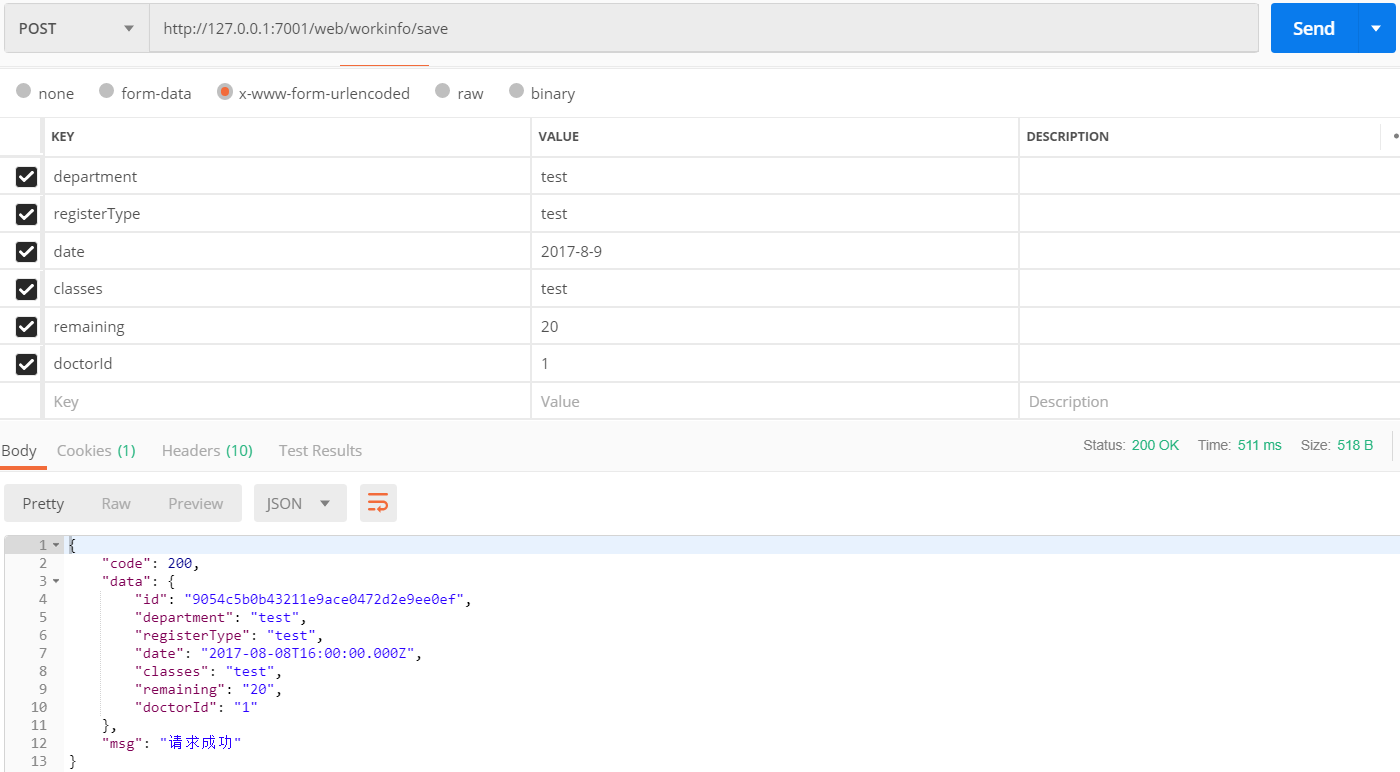 POST http://127.0.0.1:7001/web/workinfo/save Send
none form-data x-www-form-urlencoded raw binary
KEY VALUE DESCRIPTION
department test
registerType test
date 2017-8-9
classes test
remaining 20
doctorId 1
Key Value Description
Body Cookies (1) Headers (10) Test Results Status: 200 OK Time: 511 ms Size: 518 B
Pretty Raw Preview JSON
1 {
2 "code": 200,
3 "data": {
4 "id": "9054c5b0b43211e9ace0472d2e9ee0ef",
5 "department": "test",
6 "registerType": "test",
7 "date": "2017-08-08T16:00:00.000Z",
8 "classes": "test",
9 "remaining": "20",
10 "doctorId": "1"
11 },
12 "msg": "请求成功"
13 }